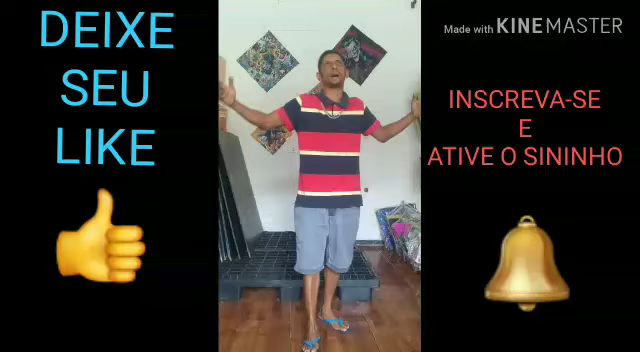 DEIXE
SEU
LIKE
Made with KINEMASTER
INSCREVA-SE
E
ATIVE O SININHO